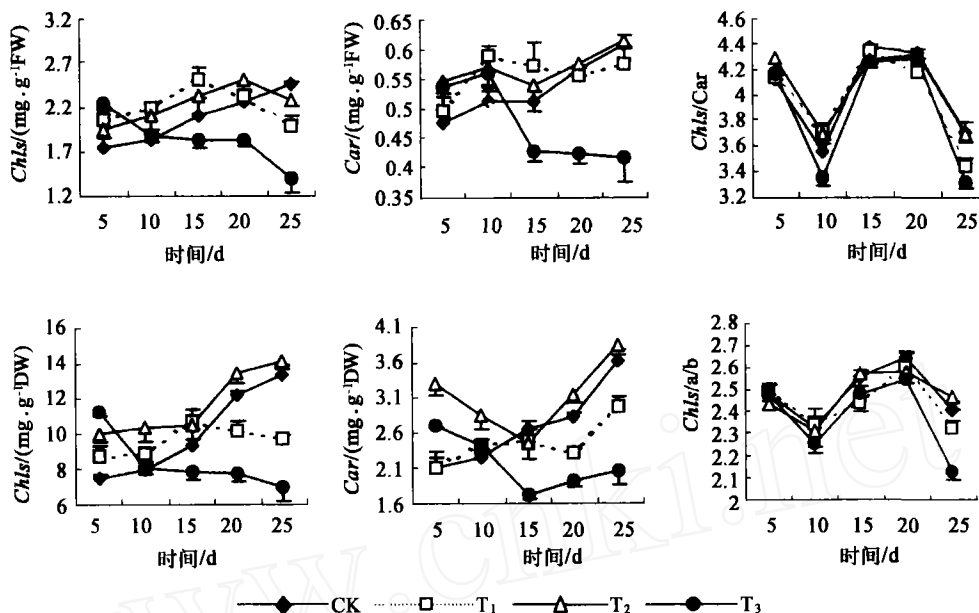 Chls/(mg·g⁻¹FW)
3.2
2.7
2.2
1.7
1.2
5 10 15 20 25
时间/d
Car/(mg·g⁻¹FW)
0.65
0.6
0.55
0.5
0.45
0.4
0.35
5 10 15 20 25
时间/d
Chls/Car
4.6
4.4
4.2
4
3.8
3.6
3.4
3.2
5 10 15 20 25
时间/d
Chls/(mg·g⁻¹DW)
16
14
12
10
8
6
5 10 15 20 25
时间/d
Car/(mg·g⁻¹DW)
4.1
3.6
3.1
2.6
2.1
1.6
5 10 15 20 25
时间/d
Chls/a/b
2.8
2.7
2.6
2.5
2.4
2.3
2.2
2.1
2
5 10 15 20 25
时间/d
CK T₁ T₂ T₃
www.cnki.net